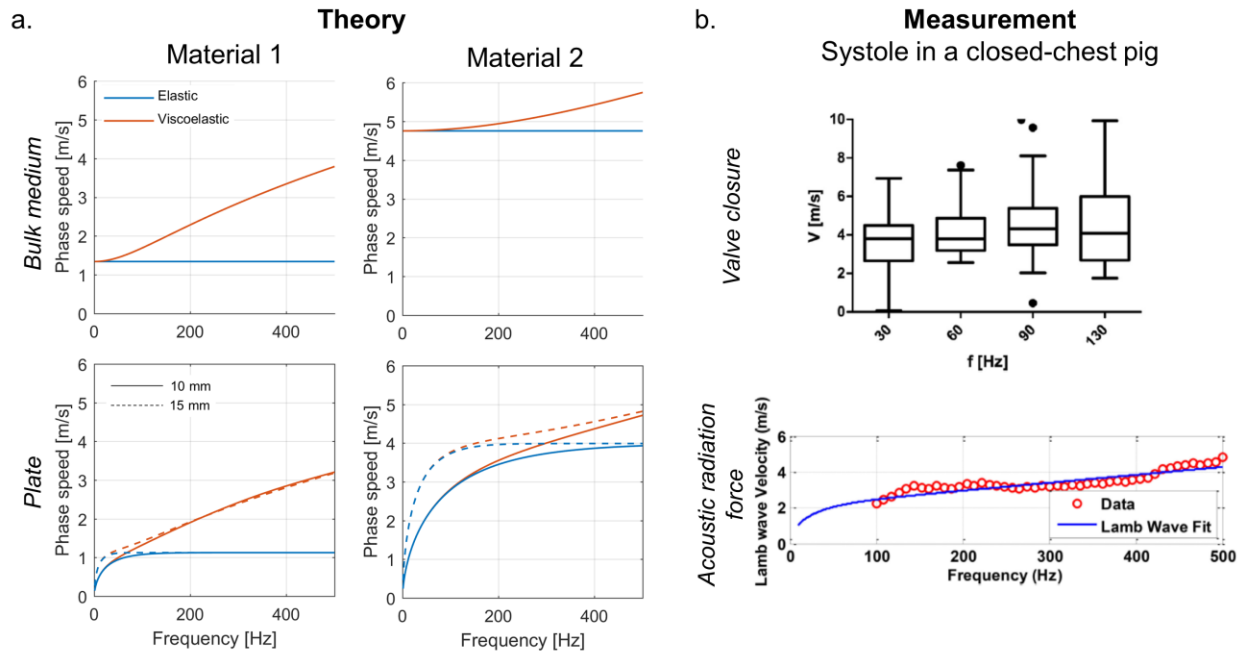 a.
Theory
Material 1
Material 2
Bulk medium
Phase speed [m/s]
6
5
4
3
2
1
0
Elastic
Viscoelastic
0
200
400
Phase speed [m/s]
6
5
4
3
2
1
0
0
200
400
Plate
Phase speed [m/s]
6
5
4
3
2
1
0
10 mm
15 mm
0
200
400
Frequency [Hz]
Phase speed [m/s]
6
5
4
3
2
1
0
0
200
400
Frequency [Hz]
b.
Measurement
Systole in a closed-chest pig
Valve closure
V [m/s]
10
8
6
4
2
0
30
60
90
130
f [Hz]
Acoustic radiation
force
Lamb wave Velocity (m/s)
6
4
2
0
Data
Lamb Wave Fit
0
100
200
300
400
500
Frequency (Hz)